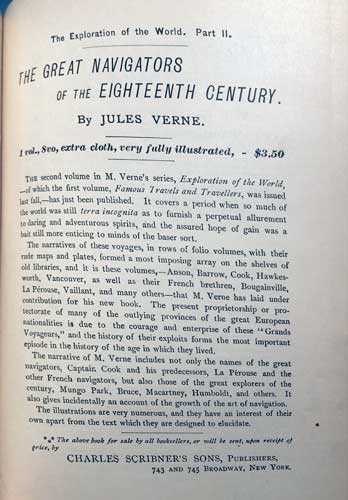 The Exploration of the World. Part II.
THE GREAT NAVIGATORS
OF THE EIGHTEENTH CENTURY.
By JULES VERNE.
1 vol., 8vo, extra cloth, very fully illustrated, - $3.50
THE second volume in M. Verne's series, Exploration of the World,
—of which the first volume, Famous Travels and Travellers, was issued
last fall,—has just been published. It covers a period when so much of
the world was still terra incognita as to furnish a perpetual allurement
to daring and adventurous spirits, and the assured hope of gain was a
bait still more enticing to minds of the baser sort.
The narratives of these voyages, in rows of folio volumes, with their
rude maps and plates, formed a most imposing array on the shelves of
old libraries, and it is these volumes,—Anson, Barrow, Cook, Hawkes-
worth, Vancouver, as well as their French brethren, Bougainville,
La Pérouse, Vaillant, and many others—that M. Verne has laid under
contribution for his new book. The present proprietorship or pro-
tectorate of many of the outlying provinces of the great European
nationalities is due to the courage and enterprise of these "Grands
Voyageurs," and the history of their exploits forms the most important
episode in the history of the age in which they lived.
The narrative of M. Verne includes not only the names of the great
navigators, Captain Cook and his predecessors, La Pérouse and the
other French navigators, but also those of the great explorers of the
century, Mungo Park, Bruce, Macartney, Humboldt, and others. It
also gives incidentally an account of the growth of the art of navigation.
The illustrations are very numerous, and they have an interest of their
own apart from the text which they are designed to elucidate.
*** The above book for sale by all booksellers, or will be sent, upon receipt of
price, by
CHARLES SCRIBNER'S SONS, PUBLISHERS,
743 AND 745 BROADWAY, NEW YORK.